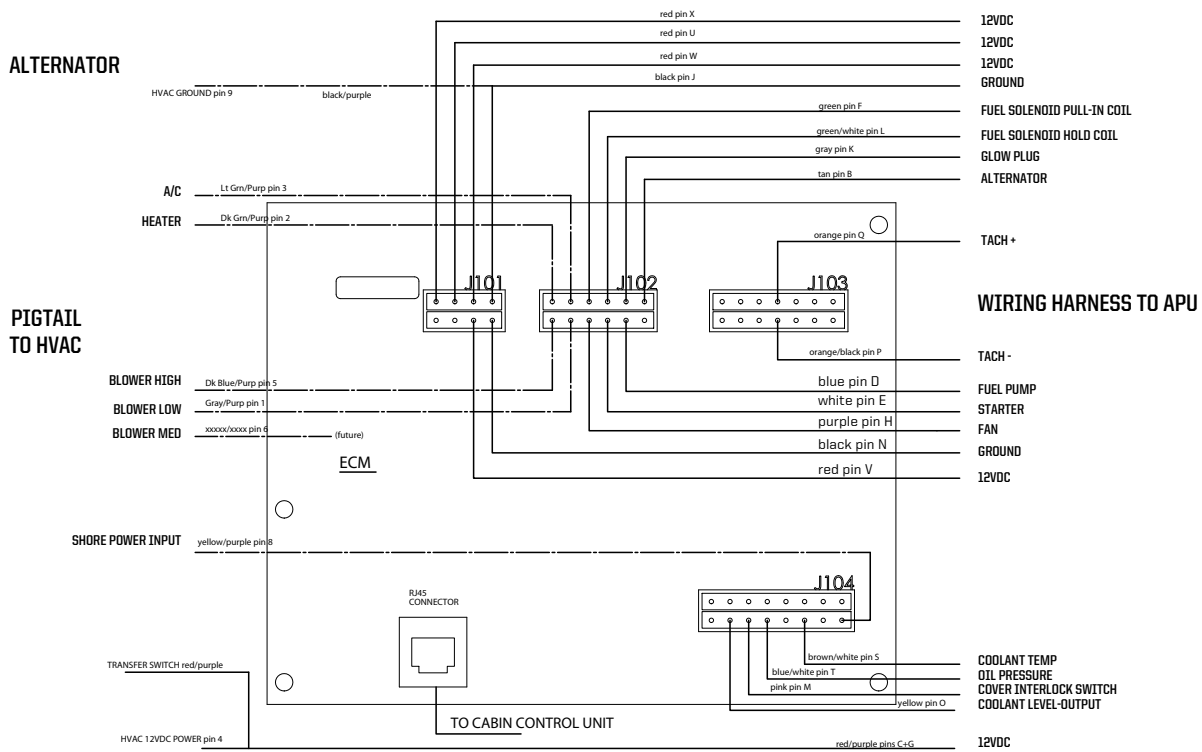 red pin X 12VDC
red pin U 12VDC
ALTERNATOR
red pin W 12VDC
black pin J GROUND
HVAC GROUND pin 9 black/purple
green pin F FUEL SOLENOID PULL-IN COIL
green/white pin L FUEL SOLENOID HOLD COIL
gray pin K GLOW PLUG
tan pin B ALTERNATOR
A/C Lt Grn/Purp pin 3
HEATER Dk Grn/Purp pin 2
orange pin Q TACH +
J101 J102 J103
WIRING HARNESS TO APU
PIGTAIL
TO HVAC
orange/black pin P TACH -
BLOWER HIGH Dk Blue/Purp pin 5
blue pin D FUEL PUMP
BLOWER LOW Gray/Purp pin 1
white pin E STARTER
purple pin H FAN
BLOWER MED xxxxx/xxxx pin 6 (future)
black pin N GROUND
ECM
red pin V 12VDC
SHORE POWER INPUT yellow/purple pin 8
J104
RJ45
CONNECTOR
brown/white pin S COOLANT TEMP
TRANSFER SWITCH red/purple
blue/white pin T OIL PRESSURE
pink pin M COVER INTERLOCK SWITCH
yellow pin O COOLANT LEVEL-OUTPUT
TO CABIN CONTROL UNIT
HVAC 12VDC POWER pin 4
red/purple pins C+G 12VDC